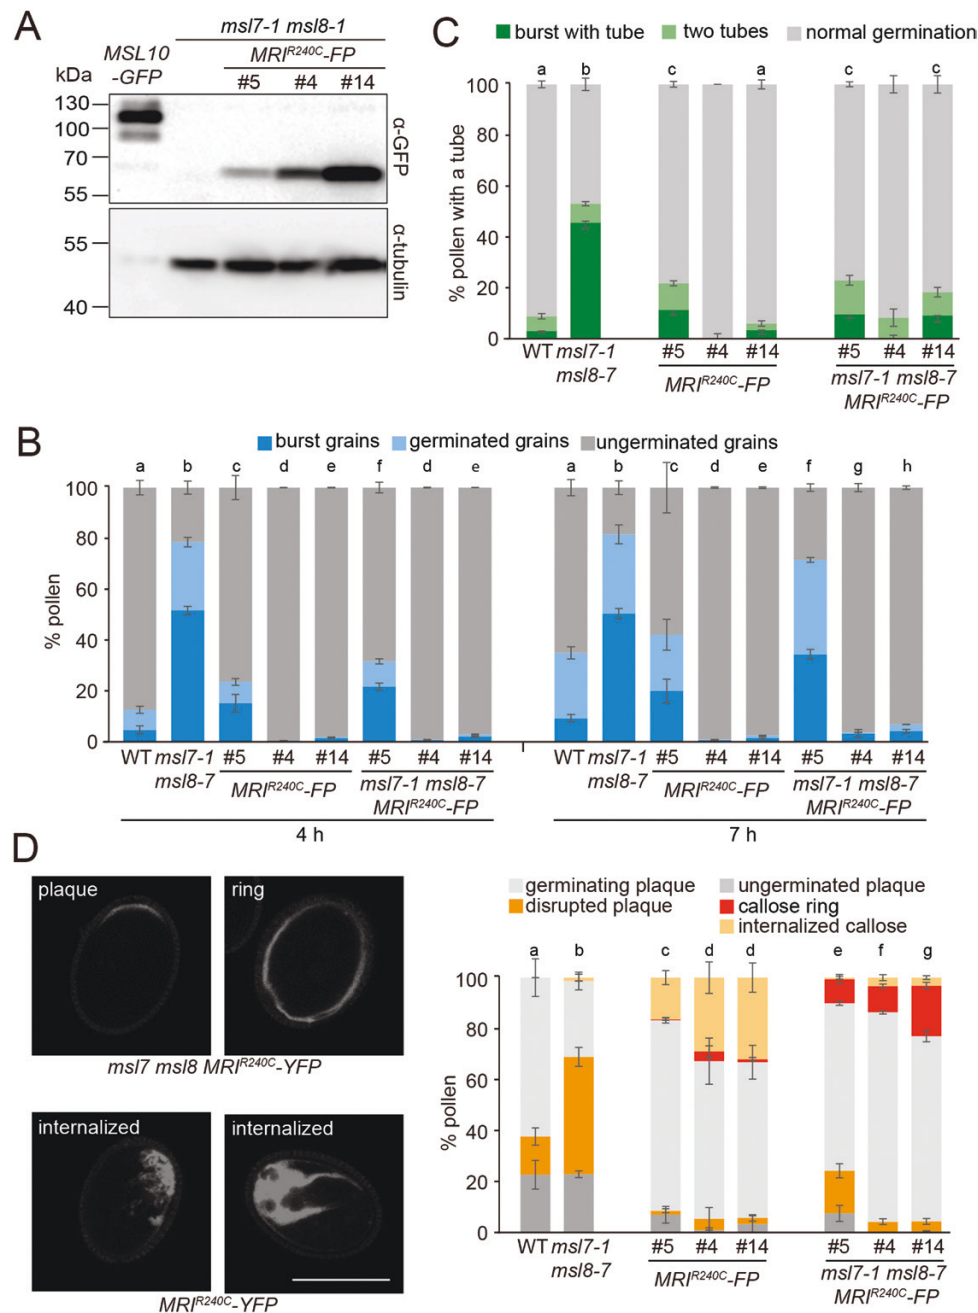 A
msl7-1 msl8-1
MSL10
-GFP
MRI^R240C-FP
kDa
#5 #4 #14
130
100
70
55
α-GFP
55
40
α-tubulin
C
burst with tube two tubes normal germination
a b c a c c
100
80
60
40
20
0
% pollen with a tube
WT msl7-1
msl8-7
#5 #4 #14
MRI^R240C-FP
#5 #4 #14
msl7-1 msl8-7
MRI^R240C-FP
B
burst grains germinated grains ungerminated grains
a b c d e f d e
a b c d e f g h
100
80
60
40
20
0
% pollen
WT msl7-1
msl8-7
#5 #4 #14
MRI^R240C-FP
#5 #4 #14
msl7-1 msl8-7
MRI^R240C-FP
4 h
WT msl7-1
msl8-7
#5 #4 #14
MRI^R240C-FP
#5 #4 #14
msl7-1 msl8-7
MRI^R240C-FP
7 h
D
plaque
ring
msl7 msl8 MRI^R240C-YFP
internalized
internalized
MRI^R240C-YFP
germinating plaque ungerminated plaque
disrupted plaque callose ring
internalized callose
a b c d d e f g
100
80
60
40
20
0
% pollen
WT msl7-1
msl8-7
#5 #4 #14
MRI^R240C-FP
#5 #4 #14
msl7-1 msl8-7
MRI^R240C-FP